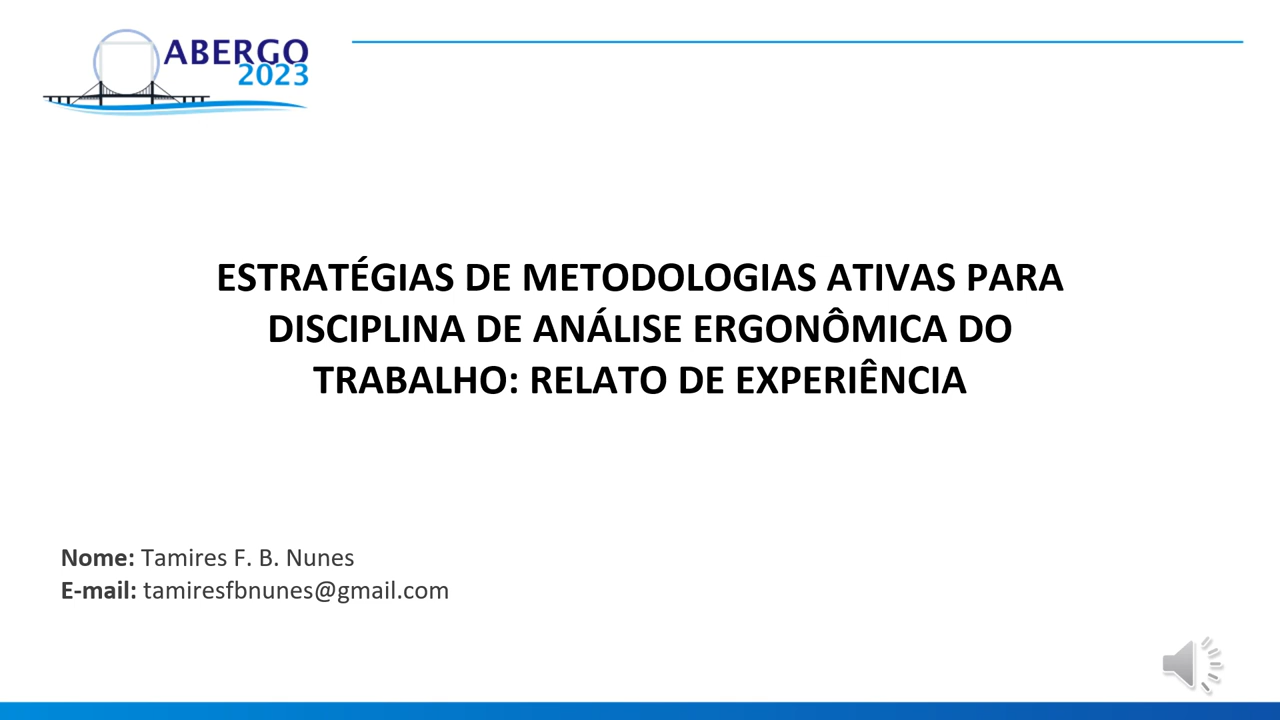 ABERGO
2023
ESTRATÉGIAS DE METODOLOGIAS ATIVAS PARA
DISCIPLINA DE ANÁLISE ERGONÔMICA DO
TRABALHO: RELATO DE EXPERIÊNCIA
Nome: Tamires F. B. Nunes
E-mail: tamiresfbnunes@gmail.com